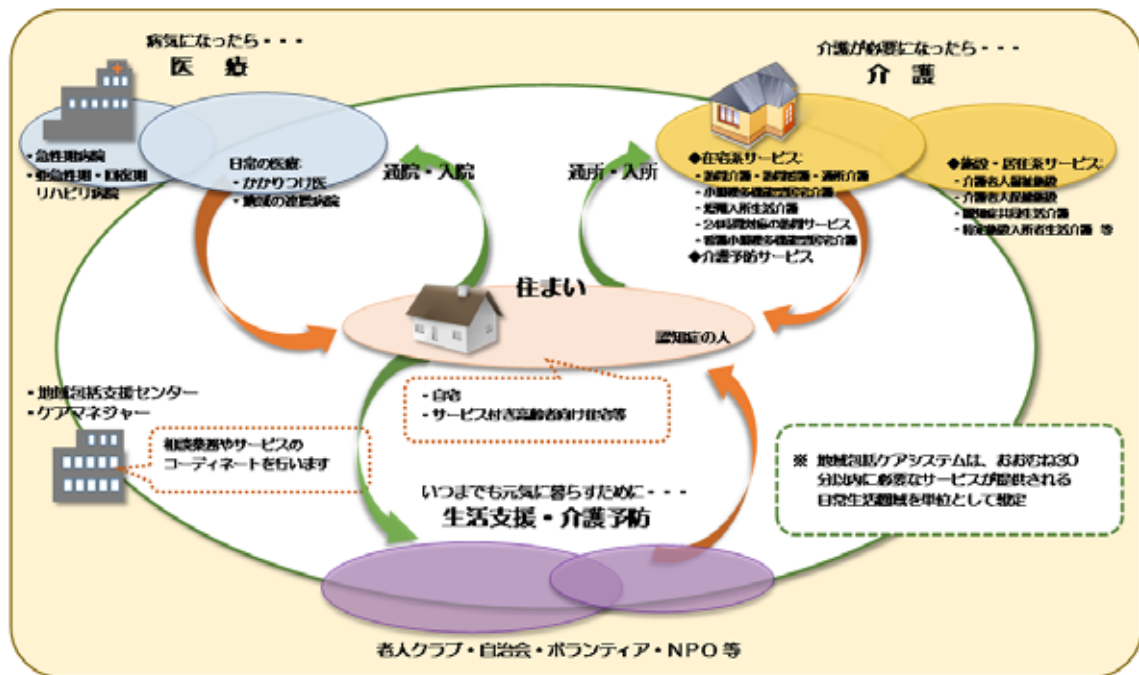 病気になったら・・・
医　療
・急性期病院
・亜急性期・回復期
リハビリ病院
日常の医療:
・かかりつけ医
・地域の連携病院
通院・入院
介護が必要になったら・・・
介　護
通所・入所
◆在宅系サービス:
・訪問介護・訪問看護・通所介護
・小規模多機能型居宅介護
・短期入所生活介護
・24時間対応の訪問サービス
・看護小規模多機能型居宅介護
◆介護予防サービス
◆施設・居住系サービス:
・介護老人福祉施設
・介護老人保健施設
・認知症共同生活介護
・特定施設入所者生活介護 等
住まい
認知症の人
・自宅
・サービス付き高齢者向け住宅等
・地域包括支援センター
・ケアマネジャー
相談業務やサービスの
コーディネートを行います
いつまでも元気に暮らすために・・・
生活支援・介護予防
※ 地域包括ケアシステムは、おおむね30
分以内に必要なサービスが提供される
日常生活圏域を単位として想定
老人クラブ・自治会・ボランティア・NPO 等